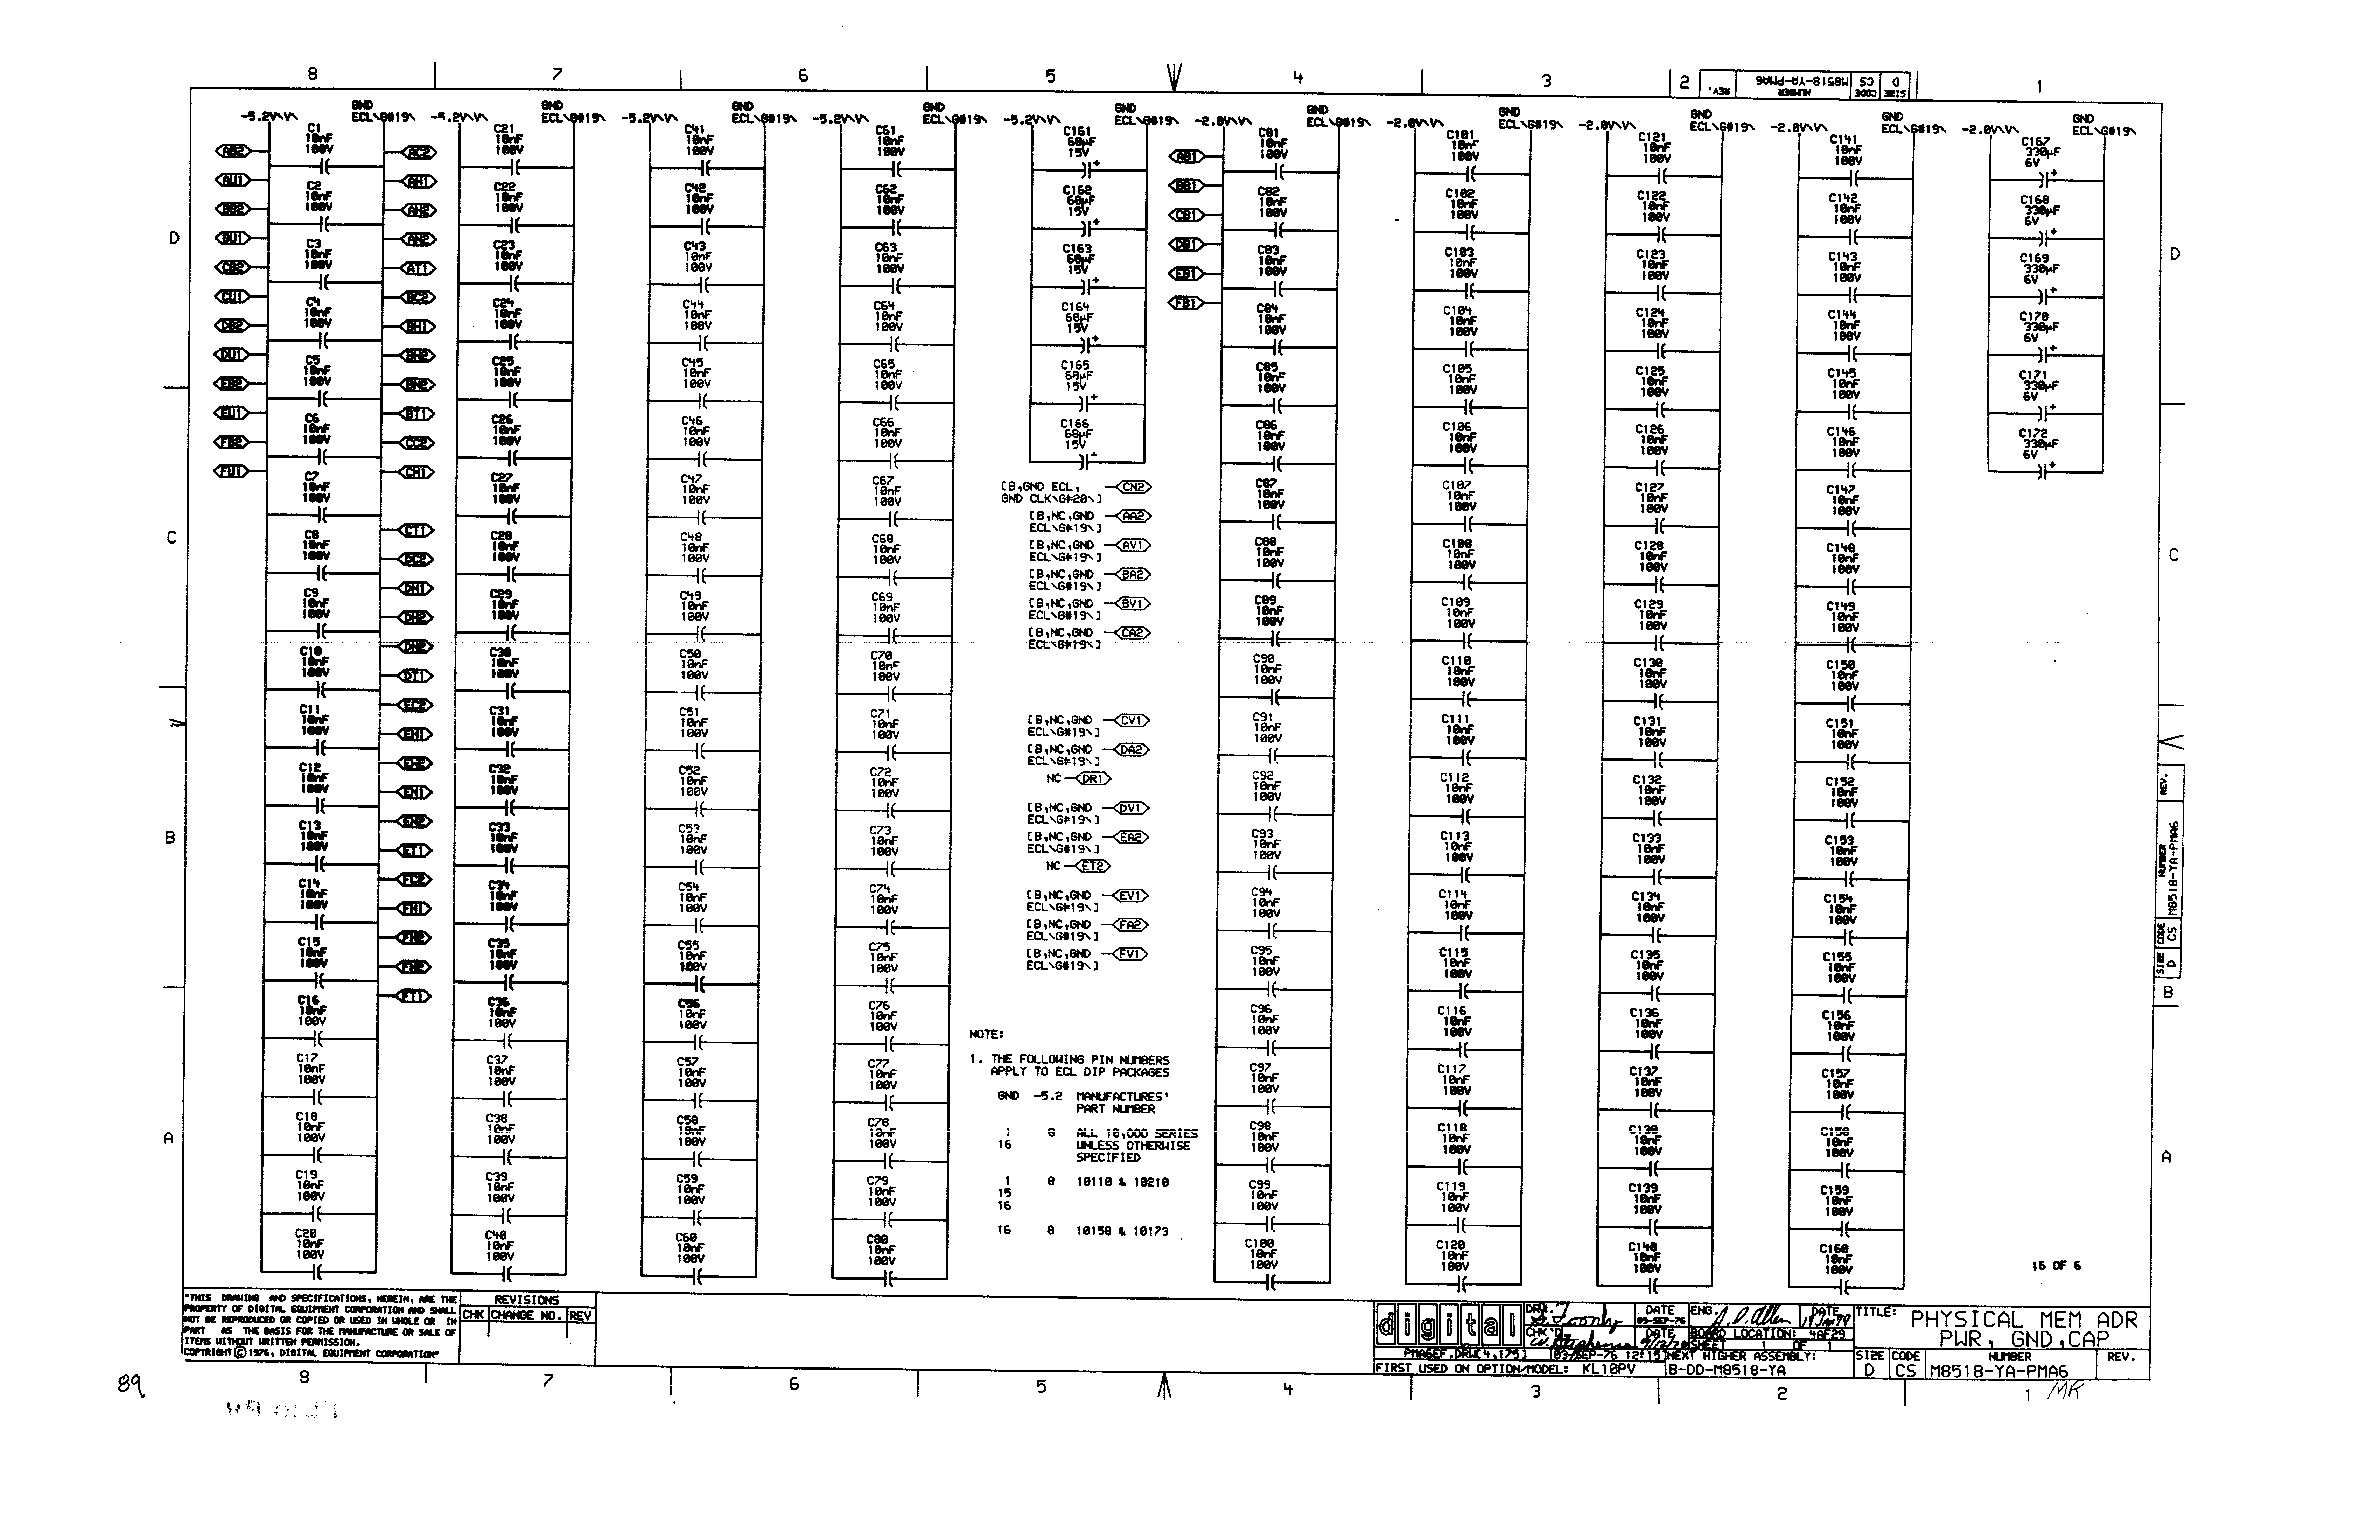 8 7 6 5 4 3 2 1
SIZE D CODE CS NUMBER M8518-YA-PMA6 REV.
-5.2V\V\ GND ECL\G#19\
C1 10nF 100V
C2 10nF 100V
C3 10nF 100V
C4 10nF 100V
C5 10nF 100V
C6 10nF 100V
C7 10nF 100V
C8 10nF 100V
C9 10nF 100V
C10 10nF 100V
C11 10nF 100V
C12 10nF 100V
C13 10nF 100V
C14 10nF 100V
C15 10nF 100V
C16 10nF 100V
C17 10nF 100V
C18 10nF 100V
C19 10nF 100V
C20 10nF 100V
AB2
AU1
BB2
BU1
CB2
CU1
DB2
DU1
EB2
EU1
FB2
FU1
AC2
AH1
AH2
AN2
AT1
BC2
BH1
BH2
BN2
BT1
CC2
CH1
CT1
DC2
DH1
DH2
DN2
DT1
EC2
EH1
EH2
EN1
EN2
ET1
FC2
FH1
FH2
FN2
FT1
-5.2V\V\ GND ECL\G#19\
C21 10nF 100V
C22 10nF 100V
C23 10nF 100V
C24 10nF 100V
C25 10nF 100V
C26 10nF 100V
C27 10nF 100V
C28 10nF 100V
C29 10nF 100V
C30 10nF 100V
C31 10nF 100V
C32 10nF 100V
C33 10nF 100V
C34 10nF 100V
C35 10nF 100V
C36 10nF 100V
C37 10nF 100V
C38 10nF 100V
C39 10nF 100V
C40 10nF 100V
-5.2V\V\ GND ECL\G#19\
C41 10nF 100V
C42 10nF 100V
C43 10nF 100V
C44 10nF 100V
C45 10nF 100V
C46 10nF 100V
C47 10nF 100V
C48 10nF 100V
C49 10nF 100V
C50 10nF 100V
C51 10nF 100V
C52 10nF 100V
C53 10nF 100V
C54 10nF 100V
C55 10nF 100V
C56 10nF 100V
C57 10nF 100V
C58 10nF 100V
C59 10nF 100V
C60 10nF 100V
-5.2V\V\ GND ECL\G#19\
C61 10nF 100V
C62 10nF 100V
C63 10nF 100V
C64 10nF 100V
C65 10nF 100V
C66 10nF 100V
C67 10nF 100V
C68 10nF 100V
C69 10nF 100V
C70 10nF 100V
C71 10nF 100V
C72 10nF 100V
C73 10nF 100V
C74 10nF 100V
C75 10nF 100V
C76 10nF 100V
C77 10nF 100V
C78 10nF 100V
C79 10nF 100V
C80 10nF 100V
-5.2V\V\ GND ECL\G#19\
C161 68µF 15V +
C162 68µF 15V +
C163 68µF 15V +
C164 68µF 15V +
C165 68µF 15V +
C166 68µF 15V +
[B,GND ECL, CN2
GND CLK\G#20\]
[B,NC,GND AA2
ECL\G#19\]
[B,NC,GND AV1
ECL\G#19\]
[B,NC,GND BA2
ECL\G#19\]
[B,NC,GND BV1
ECL\G#19\]
[B,NC,GND CA2
ECL\G#19\]
[B,NC,GND CV1
ECL\G#19\]
[B,NC,GND DA2
ECL\G#19\]
NC DR1
[B,NC,GND DV1
ECL\G#19\]
[B,NC,GND EA2
ECL\G#19\]
NC ET2
[B,NC,GND EV1
ECL\G#19\]
[B,NC,GND FA2
ECL\G#19\]
[B,NC,GND FV1
ECL\G#19\]
NOTE:
1. THE FOLLOWING PIN NUMBERS
APPLY TO ECL DIP PACKAGES
GND -5.2 MANUFACTURES'
PART NUMBER
1 8 ALL 10,000 SERIES
16 UNLESS OTHERWISE
SPECIFIED
1 8 10110 & 10210
15
16
16 8 10158 & 10173
AB1
BB1
CB1
DB1
EB1
FB1
-2.0V\V\ GND ECL\G#19\
C81 10nF 100V
C82 10nF 100V
C83 10nF 100V
C84 10nF 100V
C85 10nF 100V
C86 10nF 100V
C87 10nF 100V
C88 10nF 100V
C89 10nF 100V
C90 10nF 100V
C91 10nF 100V
C92 10nF 100V
C93 10nF 100V
C94 10nF 100V
C95 10nF 100V
C96 10nF 100V
C97 10nF 100V
C98 10nF 100V
C99 10nF 100V
C100 10nF 100V
-2.0V\V\ GND ECL\G#19\
C101 10nF 100V
C102 10nF 100V
C103 10nF 100V
C104 10nF 100V
C105 10nF 100V
C106 10nF 100V
C107 10nF 100V
C108 10nF 100V
C109 10nF 100V
C110 10nF 100V
C111 10nF 100V
C112 10nF 100V
C113 10nF 100V
C114 10nF 100V
C115 10nF 100V
C116 10nF 100V
C117 10nF 100V
C118 10nF 100V
C119 10nF 100V
C120 10nF 100V
-2.0V\V\ GND ECL\G#19\
C121 10nF 100V
C122 10nF 100V
C123 10nF 100V
C124 10nF 100V
C125 10nF 100V
C126 10nF 100V
C127 10nF 100V
C128 10nF 100V
C129 10nF 100V
C130 10nF 100V
C131 10nF 100V
C132 10nF 100V
C133 10nF 100V
C134 10nF 100V
C135 10nF 100V
C136 10nF 100V
C137 10nF 100V
C138 10nF 100V
C139 10nF 100V
C140 10nF 100V
-2.0V\V\ GND ECL\G#19\
C141 10nF 100V
C142 10nF 100V
C143 10nF 100V
C144 10nF 100V
C145 10nF 100V
C146 10nF 100V
C147 10nF 100V
C148 10nF 100V
C149 10nF 100V
C150 10nF 100V
C151 10nF 100V
C152 10nF 100V
C153 10nF 100V
C154 10nF 100V
C155 10nF 100V
C156 10nF 100V
C157 10nF 100V
C158 10nF 100V
C159 10nF 100V
C160 10nF 100V
-2.0V\V\ GND ECL\G#19\
C167 330µF 6V +
C168 330µF 6V +
C169 330µF 6V +
C170 330µF 6V +
C171 330µF 6V +
C172 330µF 6V +
6 OF 6
D C B A
D C B A
SIZE D CODE CS NUMBER M8518-YA-PMA6 REV.
"THIS DRAWING AND SPECIFICATIONS, HEREIN, ARE THE
PROPERTY OF DIGITAL EQUIPMENT CORPORATION AND SHALL
NOT BE REPRODUCED OR COPIED OR USED IN WHOLE OR IN
PART AS THE BASIS FOR THE MANUFACTURE OR SALE OF
ITEMS WITHOUT WRITTEN PERMISSION.
COPYRIGHT © 1976, DIGITAL EQUIPMENT CORPORATION"
REVISIONS
CHK CHANGE NO. REV
digital
DRN. DATE 09-SEP-76
CHK'D. DATE 9/12/76
ENG. DATE 19 Jan 79
BOARD LOCATION: 4AF29
SHEET 1 OF 1
PMA6EF.DRW[4,175] 03-SEP-76 12:15
NEXT HIGHER ASSEMBLY:
FIRST USED ON OPTION/MODEL: KL10PV
B-DD-M8518-YA
TITLE: PHYSICAL MEM ADR
PWR, GND,CAP
SIZE CODE NUMBER REV.
D CS M8518-YA-PMA6
8 7 6 5 4 3 2 1
MR
89